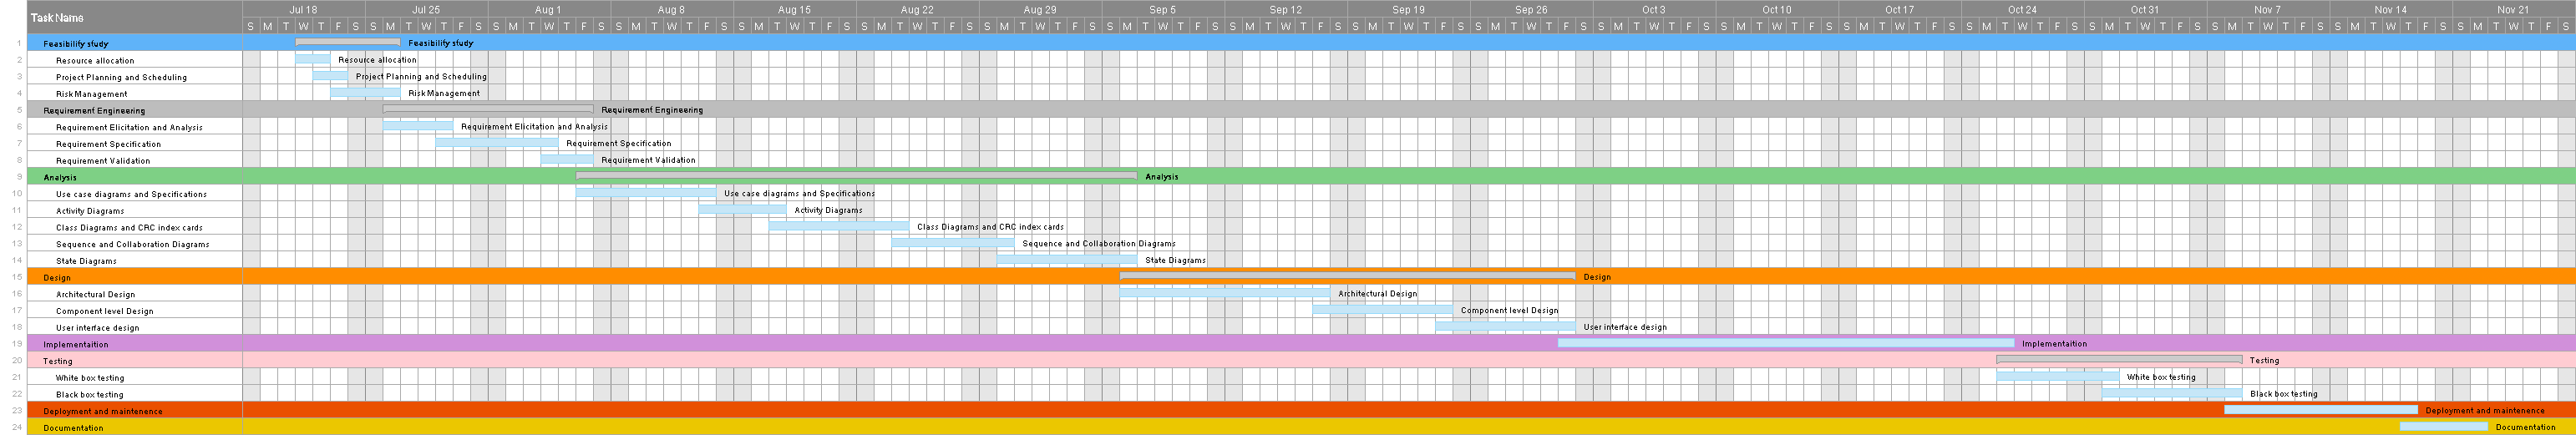 Task Name
Jul 18 Jul 25 Aug 1 Aug 8 Aug 15 Aug 22 Aug 29 Sep 5 Sep 12 Sep 19 Sep 26 Oct 3 Oct 10 Oct 17 Oct 24 Oct 31 Nov 7 Nov 14 Nov 21
S M T W T F S S M T W T F S S M T W T F S S M T W T F S S M T W T F S S M T W T F S S M T W T F S S M T W T F S S M T W T F S S M T W T F S S M T W T F S S M T W T F S S M T W T F S S M T W T F S S M T W T F S S M T W T F S S M T W T F S S M T W T F S S M T W T F S
1 Feasibility study Feasibility study
2 Resource allocation Resource allocation
3 Project Planning and Scheduling Project Planning and Scheduling
4 Risk Management Risk Management
5 Requirement Engineering Requirement Engineering
6 Requirement Elicitation and Analysis Requirement Elicitation and Analysis
7 Requirement Specification Requirement Specification
8 Requirement Validation Requirement Validation
9 Analysis Analysis
10 Use case diagrams and Specifications Use case diagrams and Specifications
11 Activity Diagrams Activity Diagrams
12 Class Diagrams and CRC index cards Class Diagrams and CRC index cards
13 Sequence and Collaboration Diagrams Sequence and Collaboration Diagrams
14 State Diagrams State Diagrams
15 Design Design
16 Architectural Design Architectural Design
17 Component level Design Component level Design
18 User interface design User interface design
19 Implementaition Implementaition
20 Testing Testing
21 White box testing White box testing
22 Black box testing Black box testing
23 Deployment and maintenence Deployment and maintenence
24 Documentation Documentation